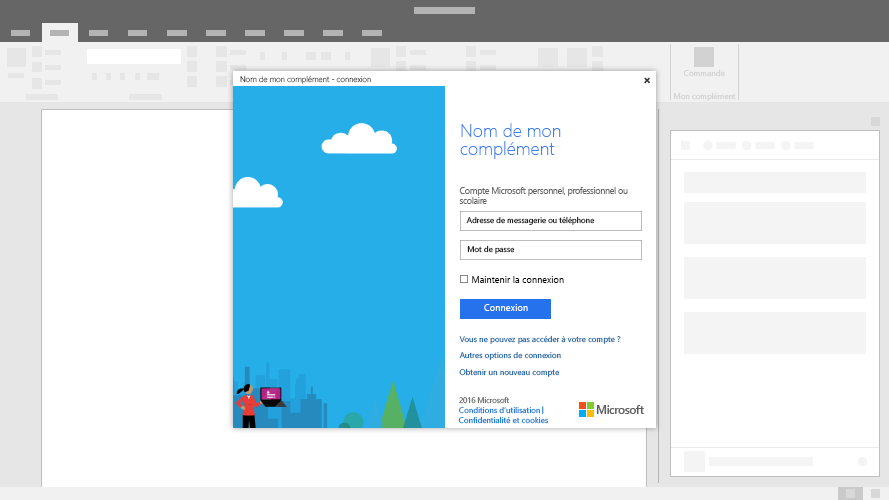 Commande
Mon complément
Nom de mon complément - connexion
Nom de mon
complément
Compte Microsoft personnel, professionnel ou
scolaire
Adresse de messagerie ou téléphone
Mot de passe
Maintenir la connexion
Connexion
Vous ne pouvez pas accéder à votre compte ?
Autres options de connexion
Obtenir un nouveau compte
2016 Microsoft
Conditions d'utilisation |
Confidentialité et cookies
Microsoft